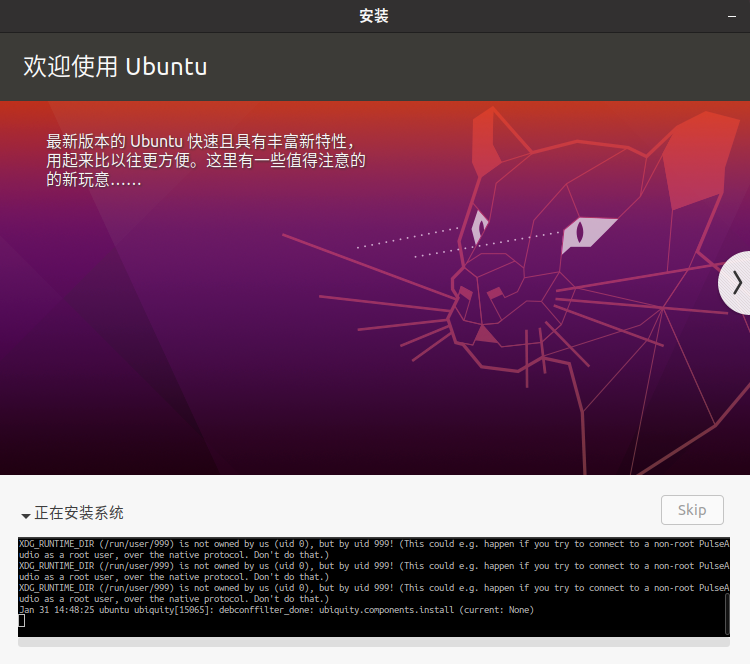 安装
欢迎使用 Ubuntu
最新版本的 Ubuntu 快速且具有丰富新特性，
用起来比以往更方便。这里有一些值得注意的
的新玩意……
正在安装系统
Skip
XDG_RUNTIME_DIR (/run/user/999) is not owned by us (uid 0), but by uid 999! (This could e.g. happen if you try to connect to a non-root PulseA
udio as a root user, over the native protocol. Don't do that.)
XDG_RUNTIME_DIR (/run/user/999) is not owned by us (uid 0), but by uid 999! (This could e.g. happen if you try to connect to a non-root PulseA
udio as a root user, over the native protocol. Don't do that.)
XDG_RUNTIME_DIR (/run/user/999) is not owned by us (uid 0), but by uid 999! (This could e.g. happen if you try to connect to a non-root PulseA
udio as a root user, over the native protocol. Don't do that.)
Jan 31 14:48:25 ubuntu ubiquity[15065]: debconffilter_done: ubiquity.components.install (current: None)